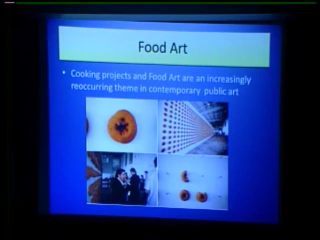 Food Art
• Cooking projects and Food Art are an increasingly
reoccurring theme in contemporary public art